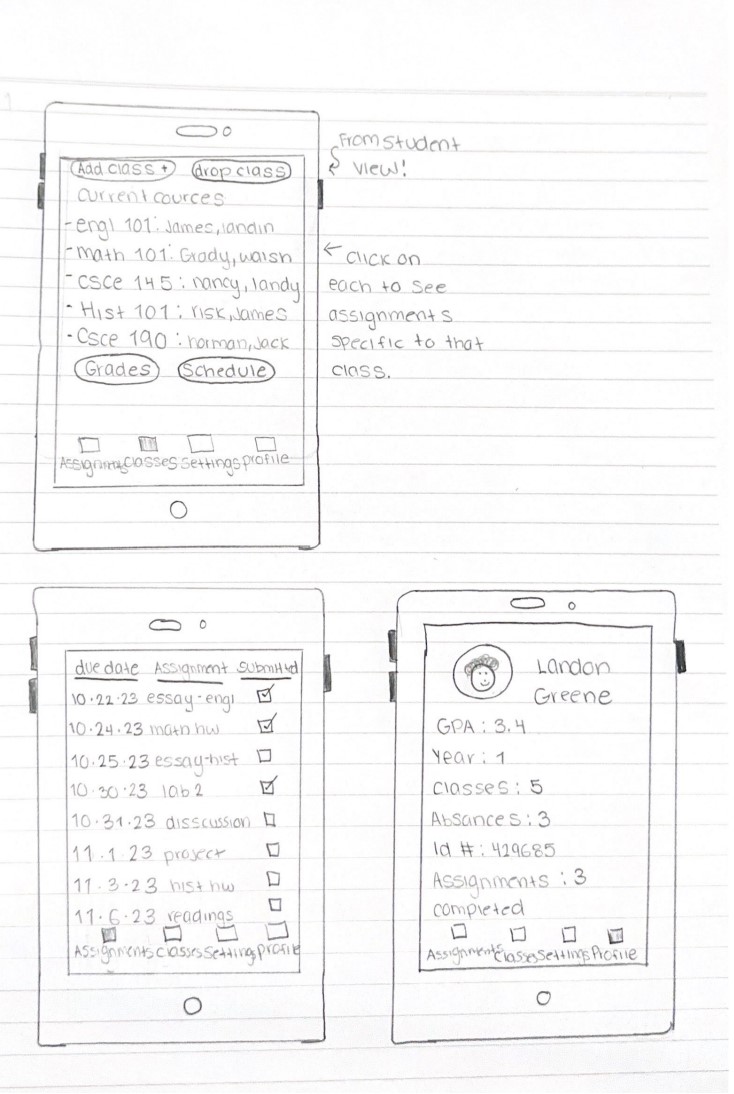 From student
view!
Add class + drop class
current cources
- engl 101: James, landin
- math 101: Grady, walsh
- csce 145: nancy, landy
- Hist 101: risk, James
- Csce 190: norman, Jack
Grades Schedule
Classes Settings profile
← click on
each to see
assignments
specific to that
class.
due date Assignment Submitted
10.22.23 essay-engl
10.24.23 math hw
10.25.23 essay-hist
10.30.23 lab 2
10.31.23 disscussion
11.1.23 project
11.3.23 hist hw
11.6.23 readings
Assignments Classes Settings profile
Landon
Greene
GPA: 3.4
Year: 1
Classes: 5
Absances: 3
Id #: 429685
Assignments: 3
completed
Assignments Classes Settings Profile